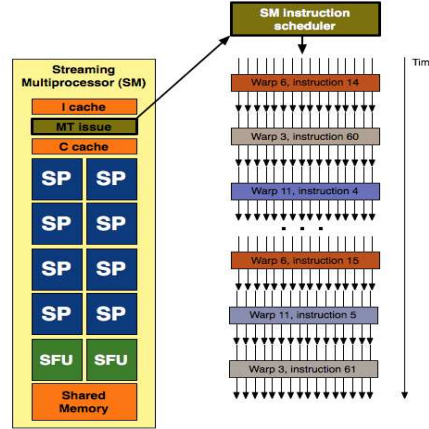 SM instruction
scheduler
Tim
Streaming
Multiprocessor (SM)
I cache
MT issue
C cache
SP SP
SP SP
SP SP
SP SP
SFU SFU
Shared
Memory
Warp 6, instruction 14
Warp 3, instruction 60
Warp 11, instruction 4
. . .
Warp 6, instruction 15
Warp 11, instruction 5
Warp 3, instruction 61